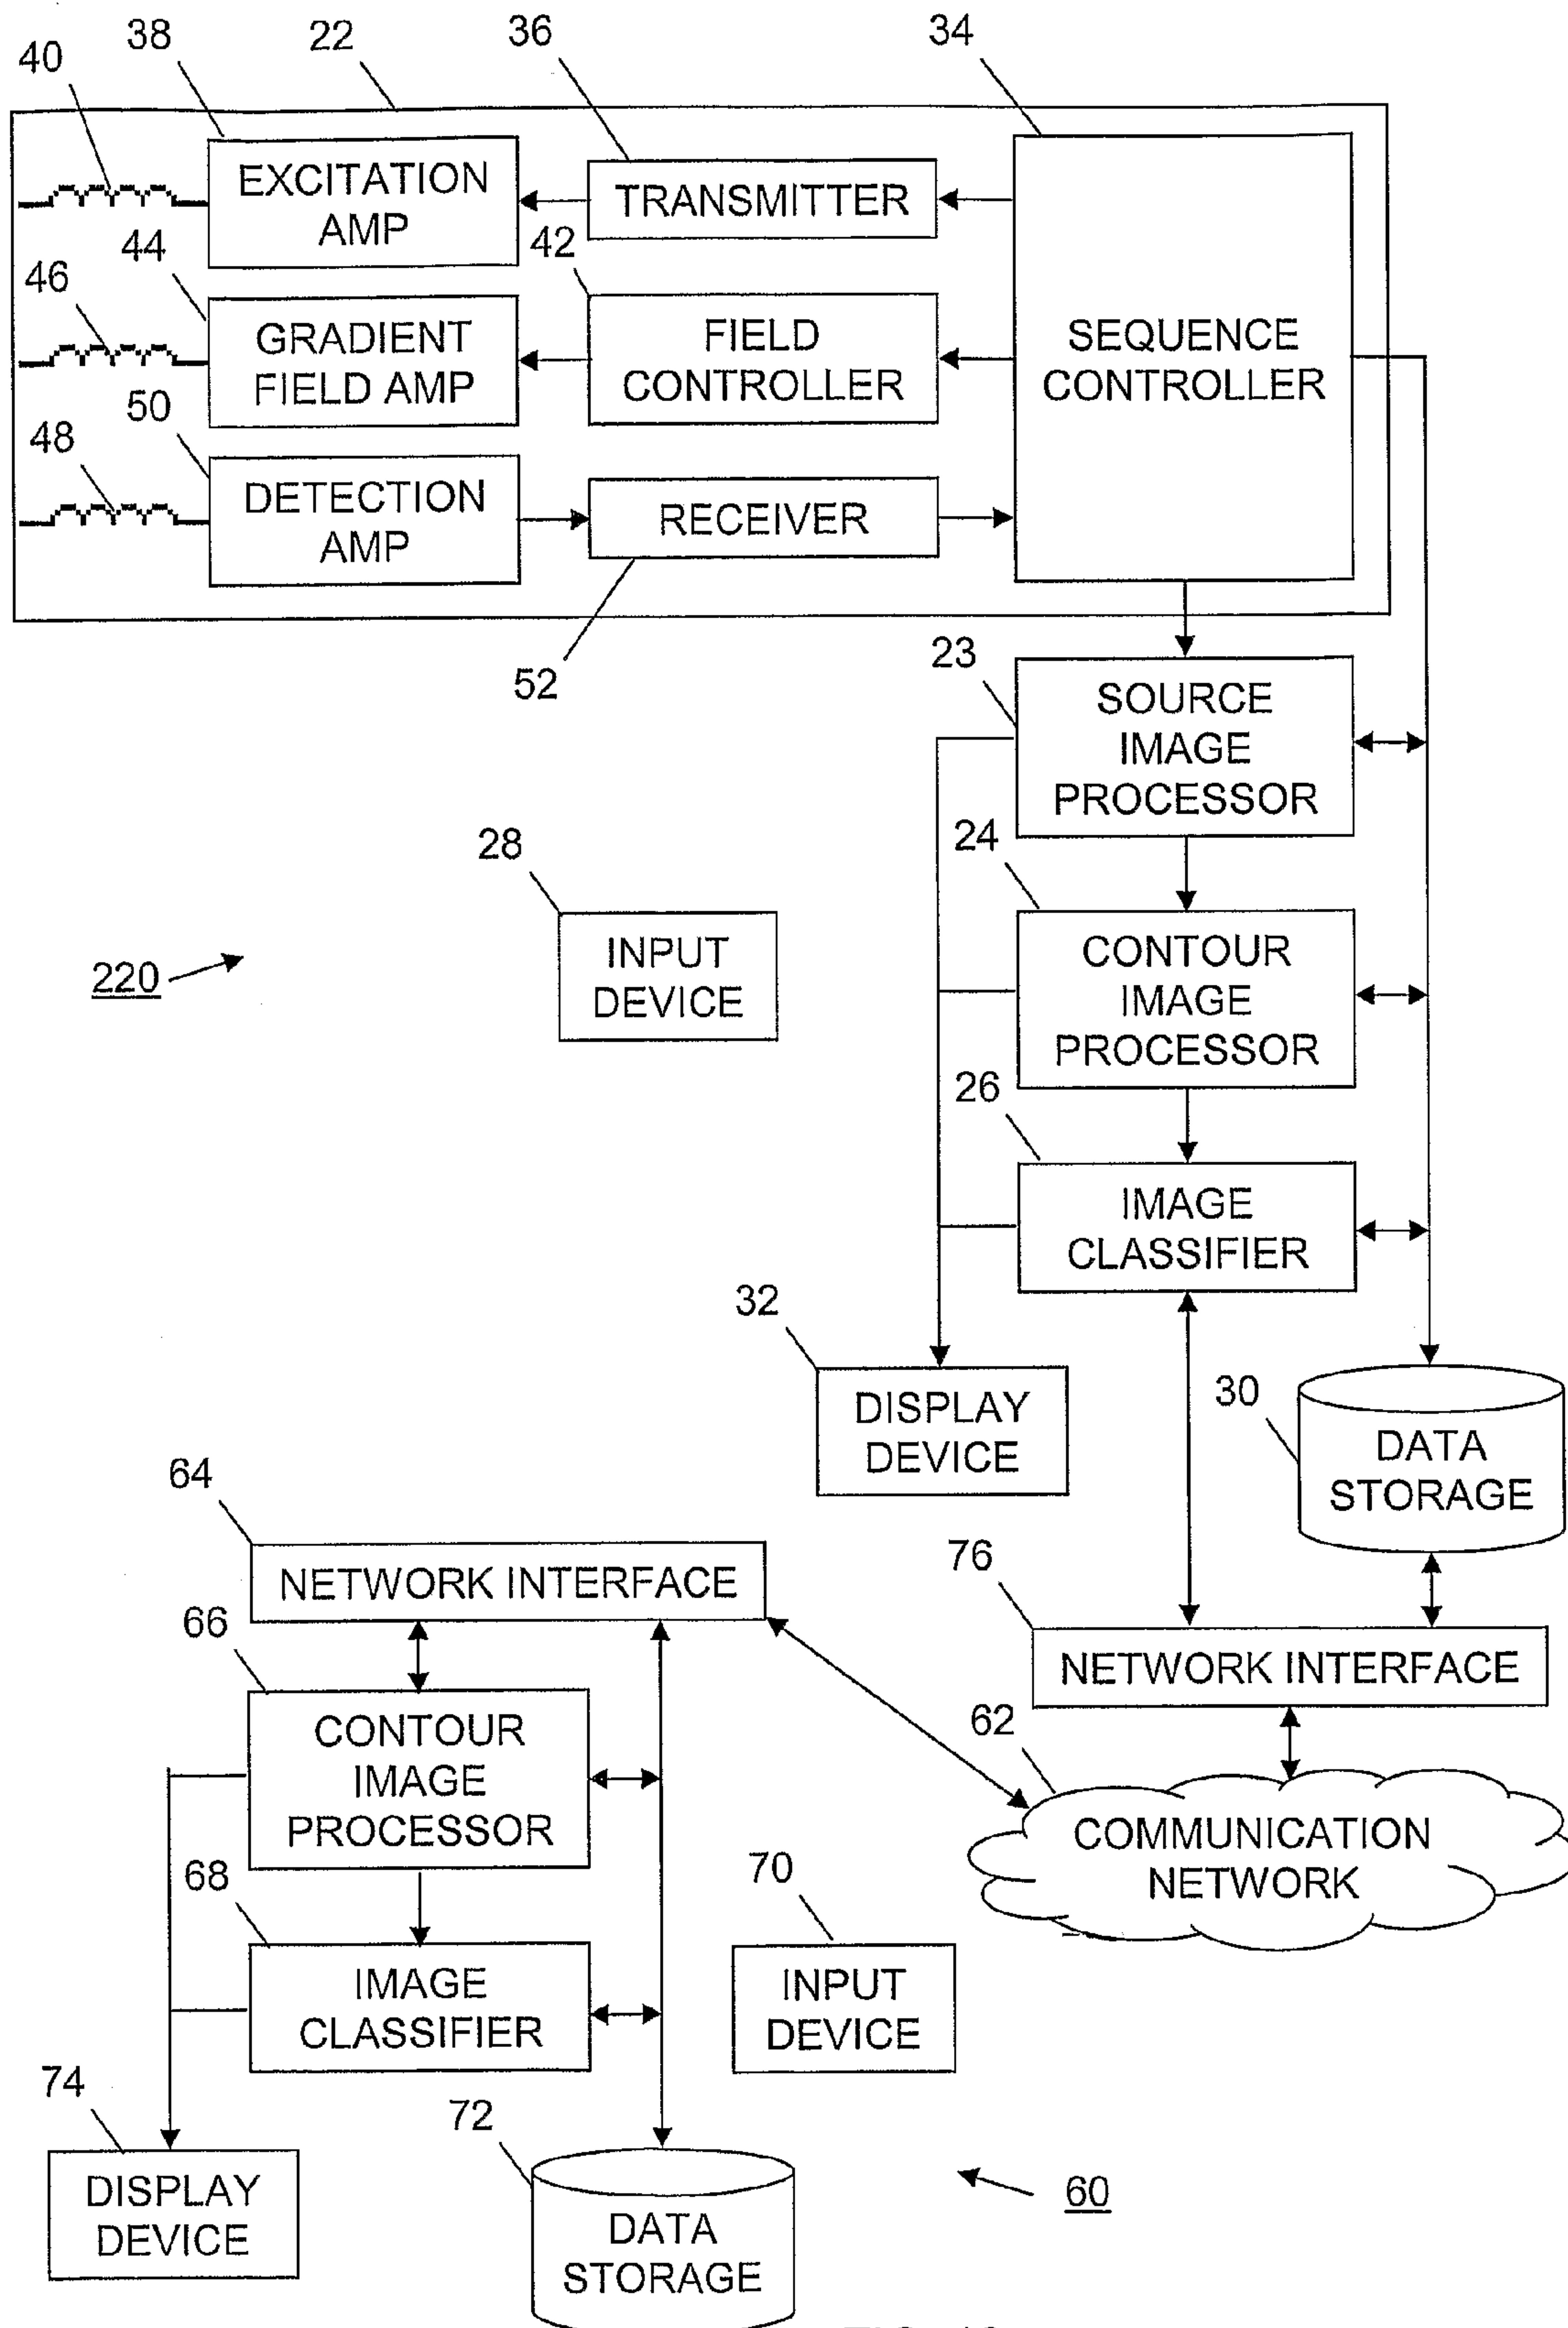 40
38
22
36
34
EXCITATION
AMP
TRANSMITTER
44
42
46
GRADIENT
FIELD AMP
FIELD
CONTROLLER
SEQUENCE
CONTROLLER
50
48
DETECTION
AMP
RECEIVER
52
23
SOURCE
IMAGE
PROCESSOR
28
24
INPUT
DEVICE
220
CONTOUR
IMAGE
PROCESSOR
26
IMAGE
CLASSIFIER
32
DISPLAY
DEVICE
30
DATA
STORAGE
64
NETWORK INTERFACE
76
NETWORK INTERFACE
66
CONTOUR
IMAGE
PROCESSOR
62
COMMUNICATION
NETWORK
68
IMAGE
CLASSIFIER
70
INPUT
DEVICE
74
DISPLAY
DEVICE
72
DATA
STORAGE
60